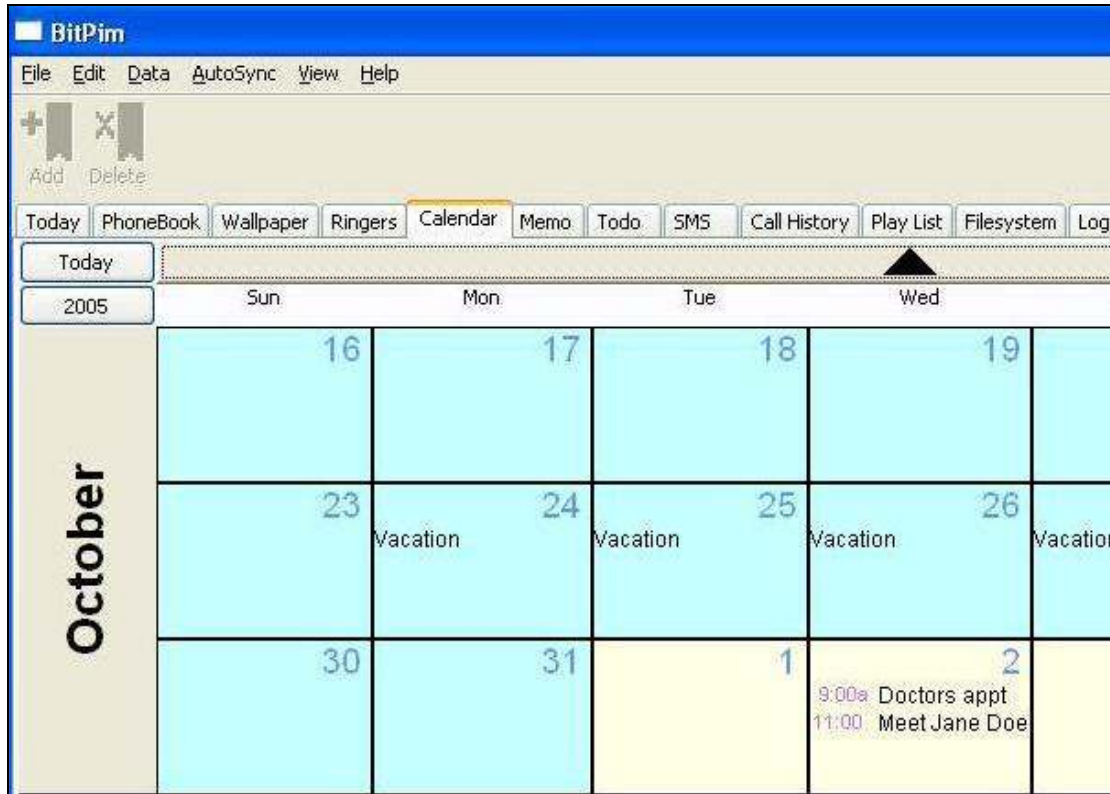 BitPim
File Edit Data AutoSync View Help
Add Delete
Today PhoneBook Wallpaper Ringers Calendar Memo Todo SMS Call History Play List Filesystem Log
Today
2005 Sun Mon Tue Wed
October
16 17 18 19
23 24 25 26
Vacation Vacation Vacation Vacation
30 31 1 2
9:00a Doctors appt
11:00 Meet Jane Doe